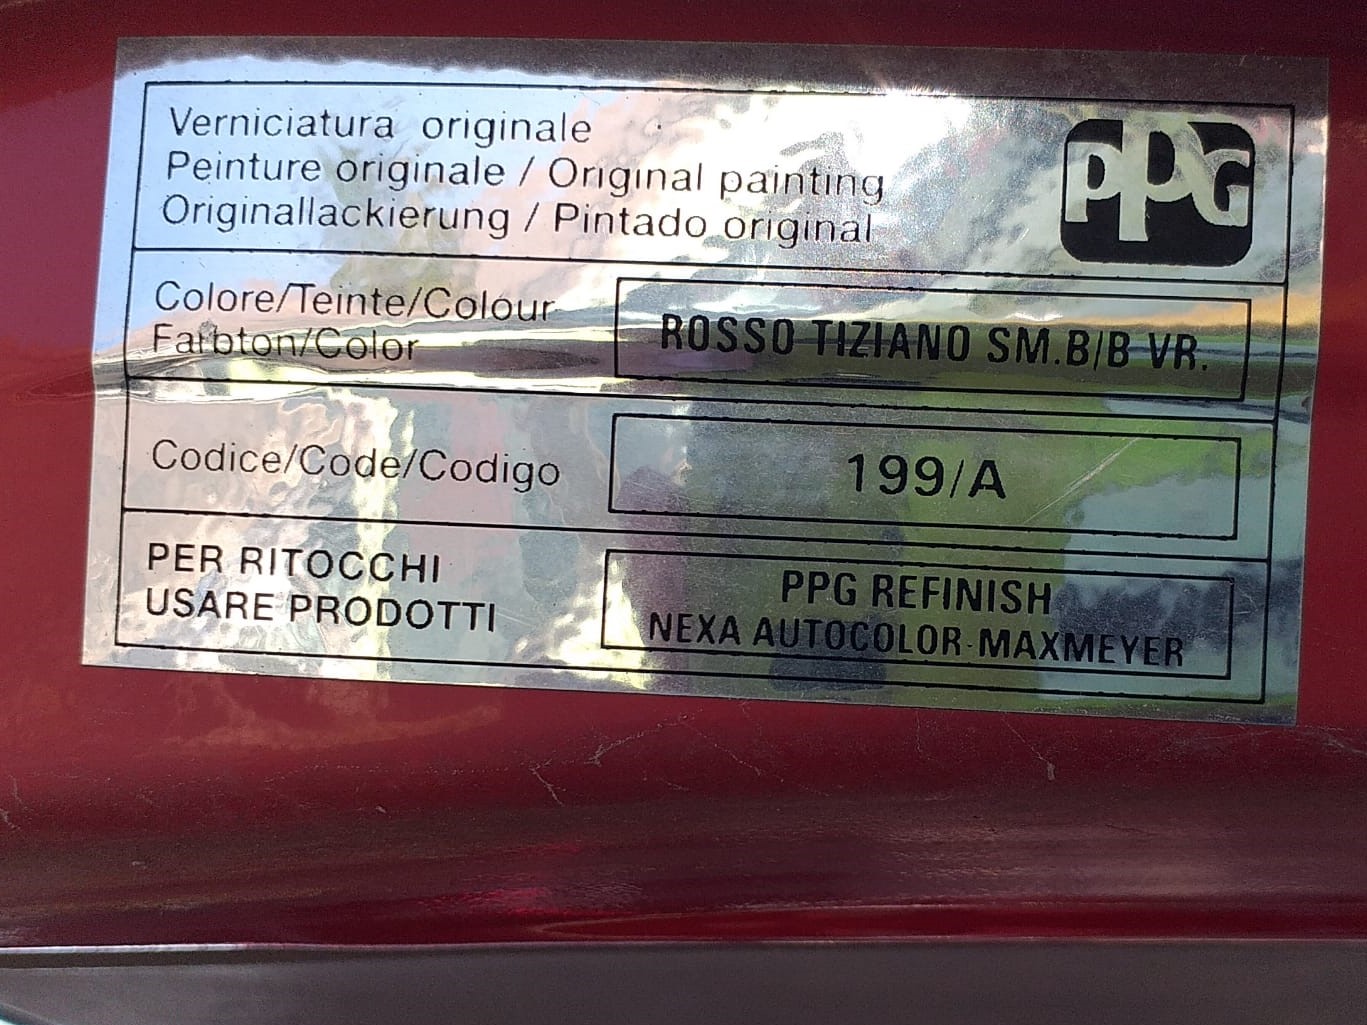 Verniciatura originale
Peinture originale / Original painting
Originallackierung / Pintado original
PPG
Colore/Teinte/Colour
Farbton/Color
ROSSO TIZIANO SM.B/B VR.
Codice/Code/Codigo
199/A
PER RITOCCHI
USARE PRODOTTI
PPG REFINISH
NEXA AUTOCOLOR-MAXMEYER